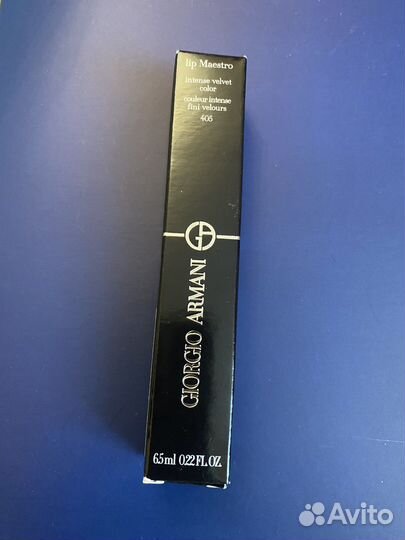 lip Maestro
intense velvet
color
couleur intense
fini velours
405
GA
GIORGIO ARMANI
6.5 ml 0.22 FL. OZ.
Avito